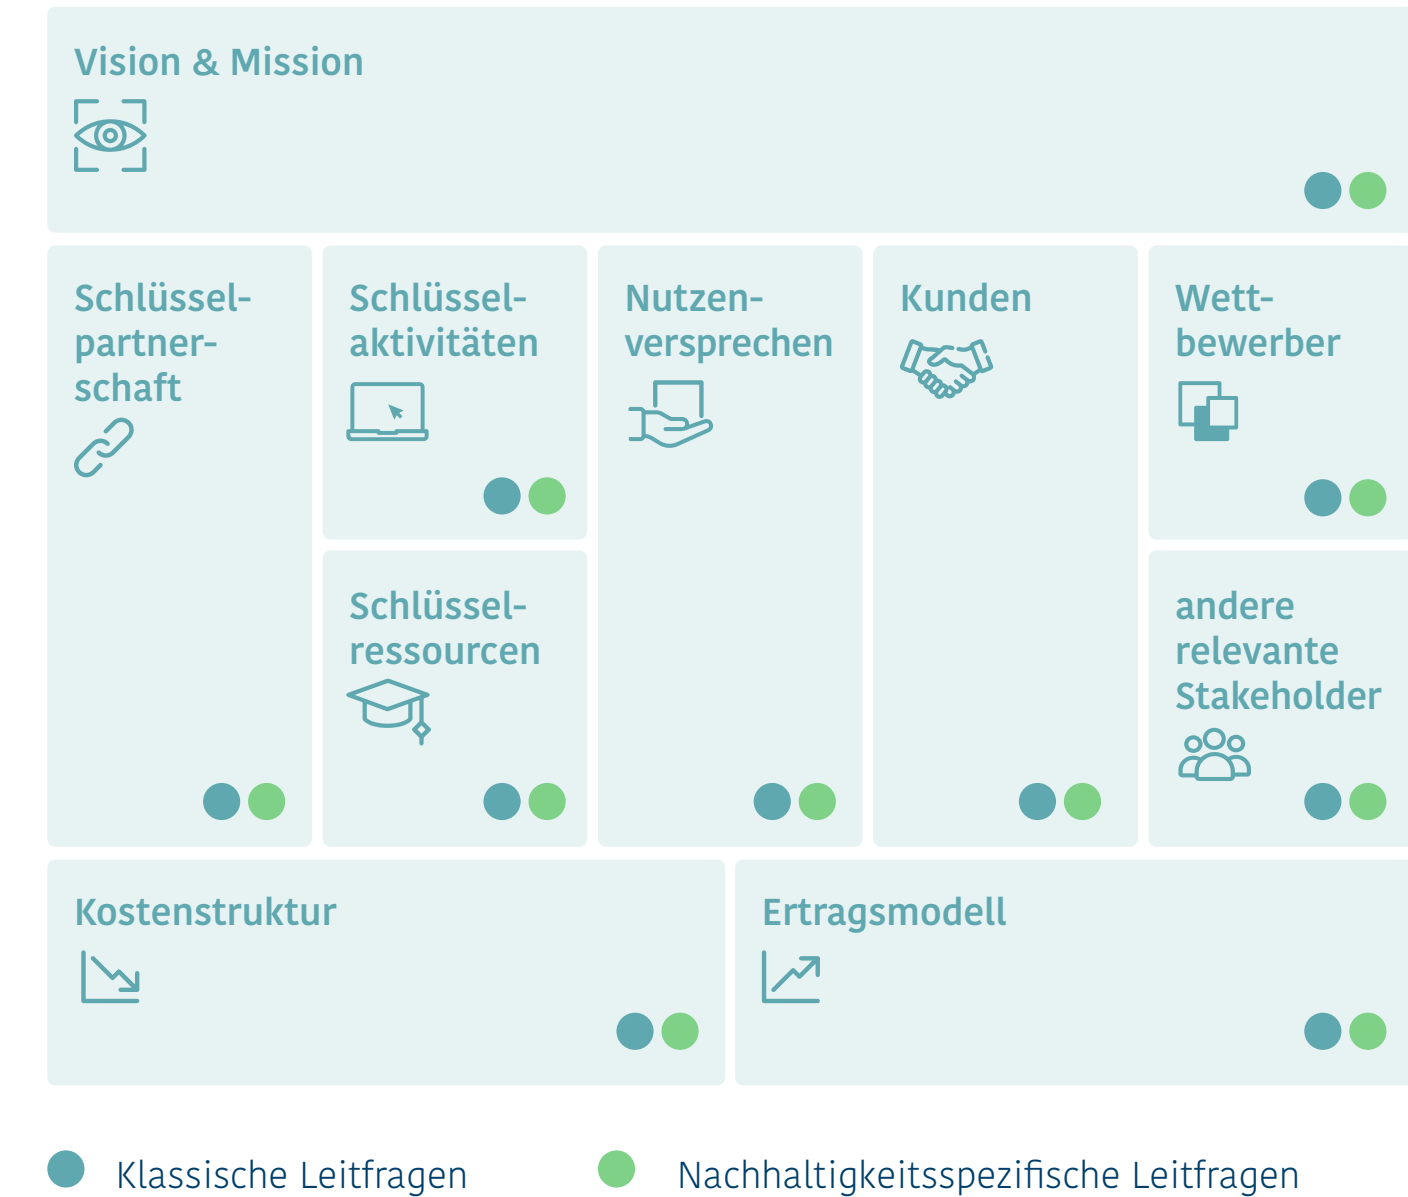 Vision & Mission
Schlüssel-
partner-
schaft
Schlüssel-
aktivitäten
Schlüssel-
ressourcen
Nutzen-
versprechen
Kunden
Wett-
bewerber
andere
relevante
Stakeholder
Kostenstruktur
Ertragsmodell
Klassische Leitfragen
Nachhaltigkeitsspezifische Leitfragen